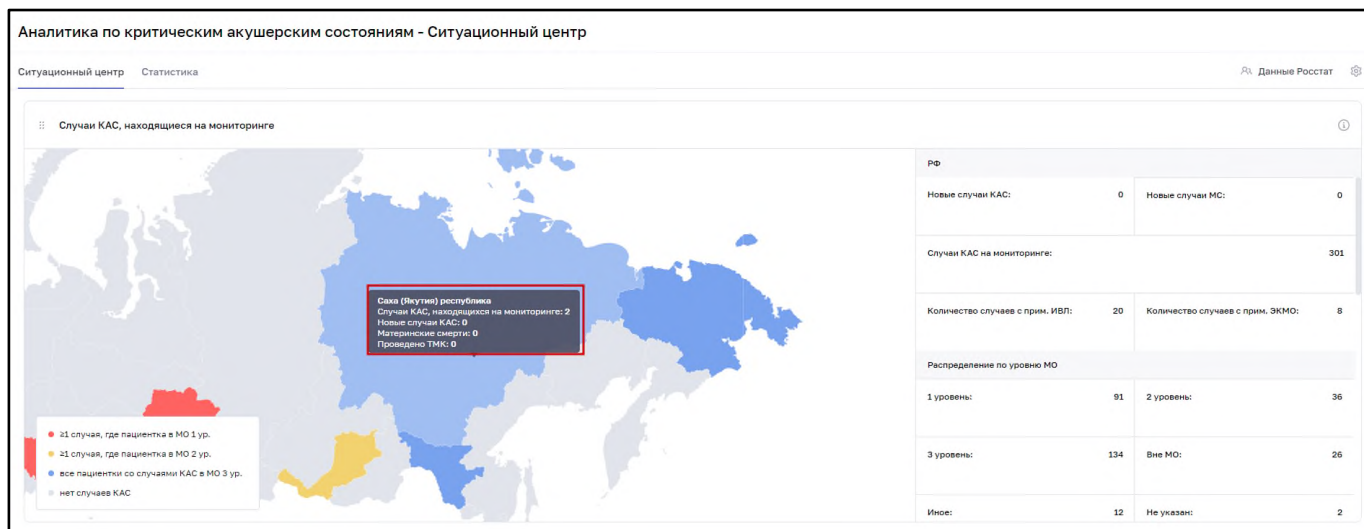 Аналитика по критическим акушерским состояниям - Ситуационный центр
Ситуационный центр Статистика Данные Росстат
Случаи КАС, находящиеся на мониторинге
РФ
Новые случаи КАС: 0 Новые случаи МС: 0
Случаи КАС на мониторинге: 301
Количество случаев с прим. ИВЛ: 20 Количество случаев с прим. ЭКМО: 8
Распределение по уровню МО
1 уровень: 91 2 уровень: 36
3 уровень: 134 Вне МО: 26
Иное: 12 Не указан: 2
Саха (Якутия) республика
Случаи КАС, находящихся на мониторинге: 2
Новые случаи КАС: 0
Материнские смерти: 0
Проведено ТМК: 0
≥1 случая, где пациентка в МО 1 ур.
≥1 случая, где пациентка в МО 2 ур.
все пациентки со случаями КАС в МО 3 ур.
нет случаев КАС